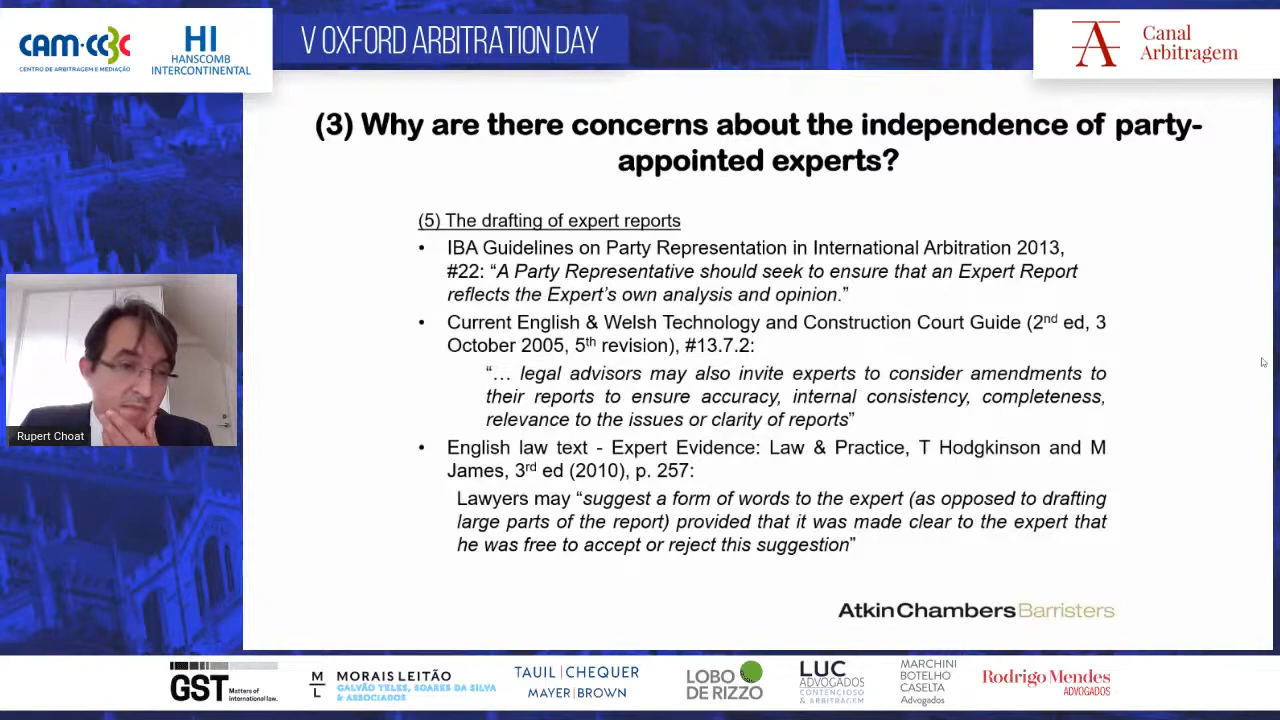 CAM-CCBC
CENTRO DE ARBITRAGEM E MEDIAÇÃO
HI
HANSCOMB
INTERCONTINENTAL
V OXFORD ARBITRATION DAY
A
Canal
Arbitragem
(3) Why are there concerns about the independence of party-
appointed experts?
(5) The drafting of expert reports
• IBA Guidelines on Party Representation in International Arbitration 2013,
#22: “A Party Representative should seek to ensure that an Expert Report
reflects the Expert’s own analysis and opinion.”
• Current English & Welsh Technology and Construction Court Guide (2nd ed, 3
October 2005, 5th revision), #13.7.2:
“… legal advisors may also invite experts to consider amendments to
their reports to ensure accuracy, internal consistency, completeness,
relevance to the issues or clarity of reports”
• English law text - Expert Evidence: Law & Practice, T Hodgkinson and M
James, 3rd ed (2010), p. 257:
Lawyers may “suggest a form of words to the expert (as opposed to drafting
large parts of the report) provided that it was made clear to the expert that
he was free to accept or reject this suggestion”
Rupert Choat
AtkinChambersBarristers
GST Matters of
international law.
M
L
MORAIS LEITÃO
GALVÃO TELES, SOARES DA SILVA
& ASSOCIADOS
TAUIL | CHEQUER
MAYER | BROWN
LOBO
DE RIZZO
LUC
ADVOGADOS
CONTENCIOSO
& ARBITRAGEM
MARCHINI
BOTELHO
CASELTA
Advogados
Rodrigo Mendes
ADVOGADOS